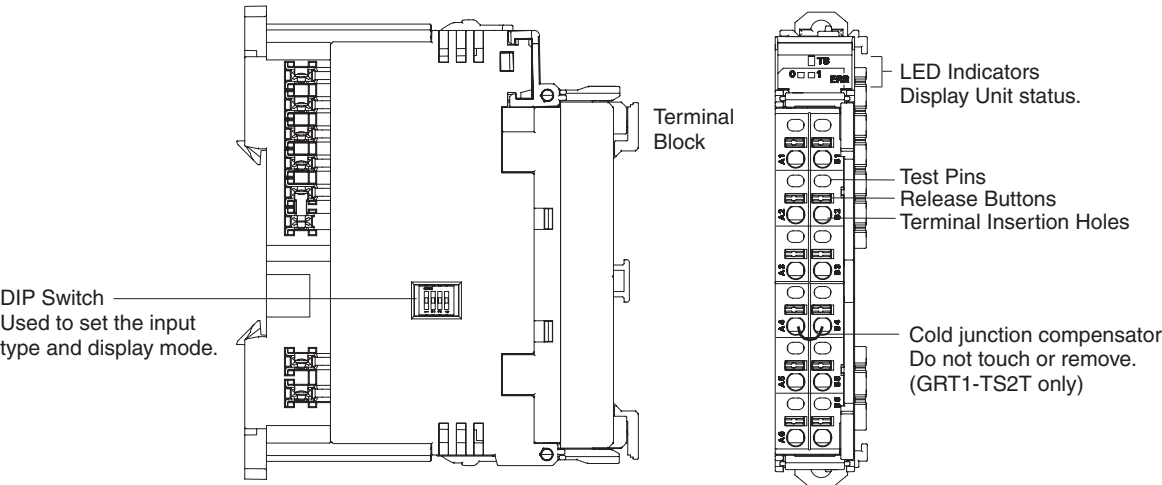 Terminal
Block
DIP Switch
Used to set the input
type and display mode.
TS
0 1 ERR
LED Indicators
Display Unit status.
Test Pins
Release Buttons
Terminal Insertion Holes
Cold junction compensator
Do not touch or remove.
(GRT1-TS2T only)
A1 B1
A2 B2
A3 B3
A4 B4
A5 B5
A6 B6